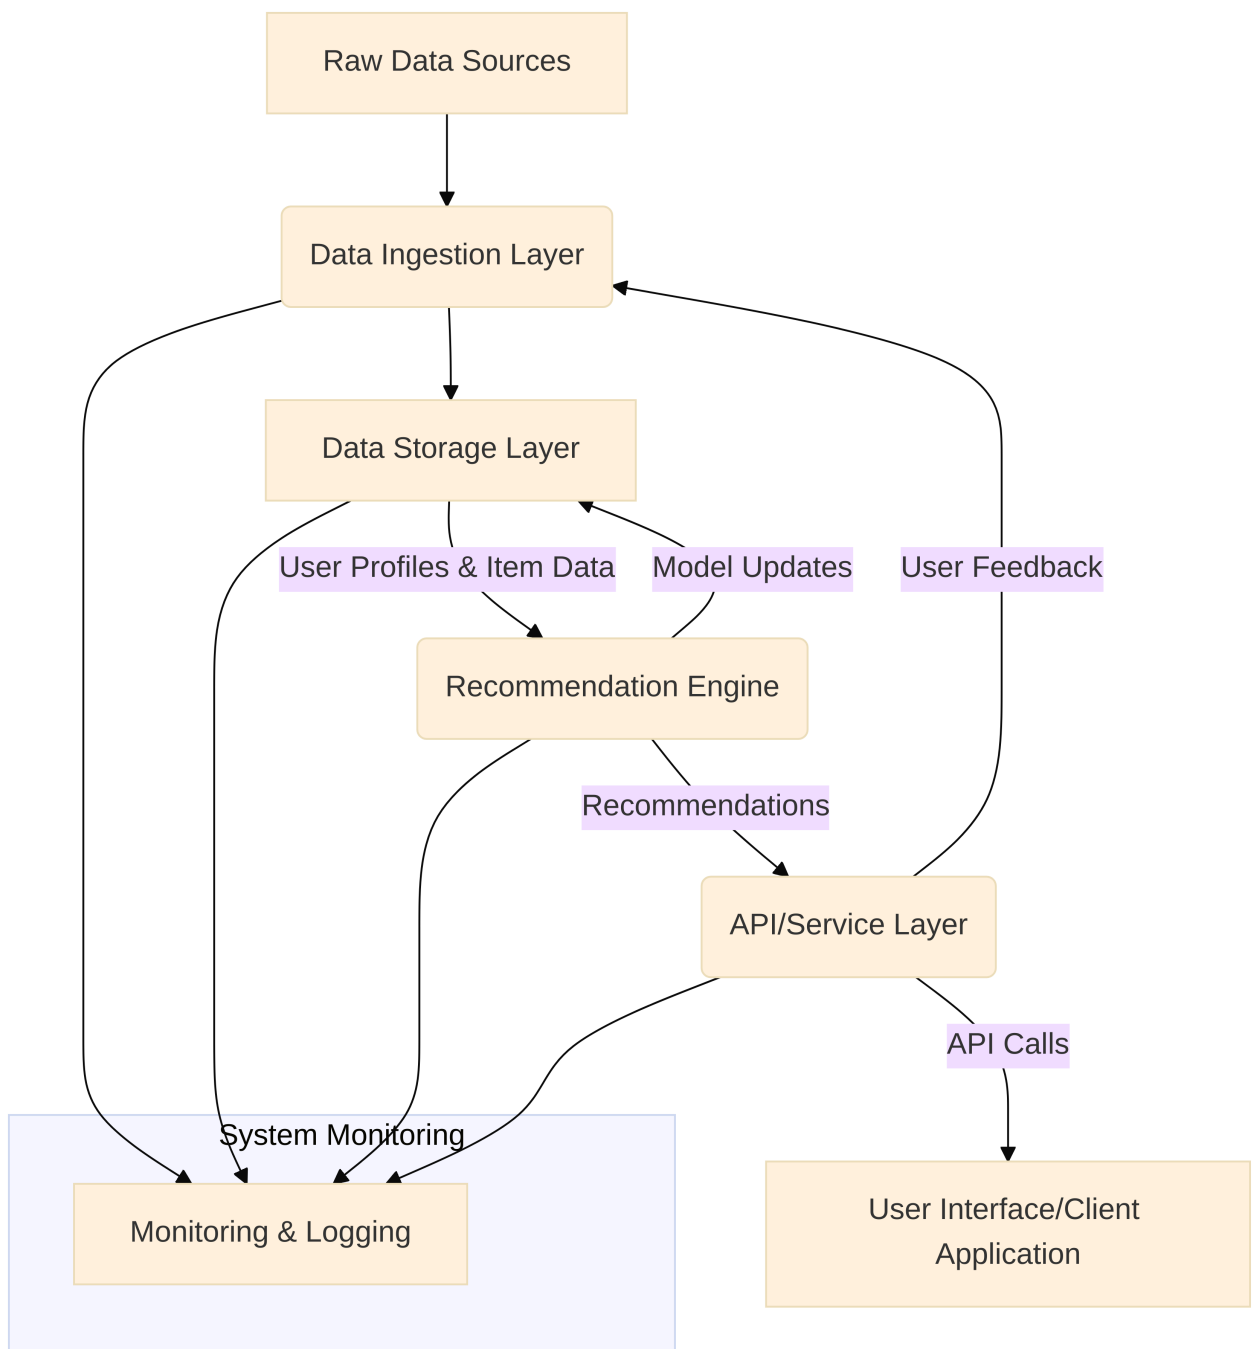 Raw Data Sources
Data Ingestion Layer
Data Storage Layer
User Profiles & Item Data
Model Updates
User Feedback
Recommendation Engine
Recommendations
API/Service Layer
API Calls
System Monitoring
Monitoring & Logging
User Interface/Client
Application